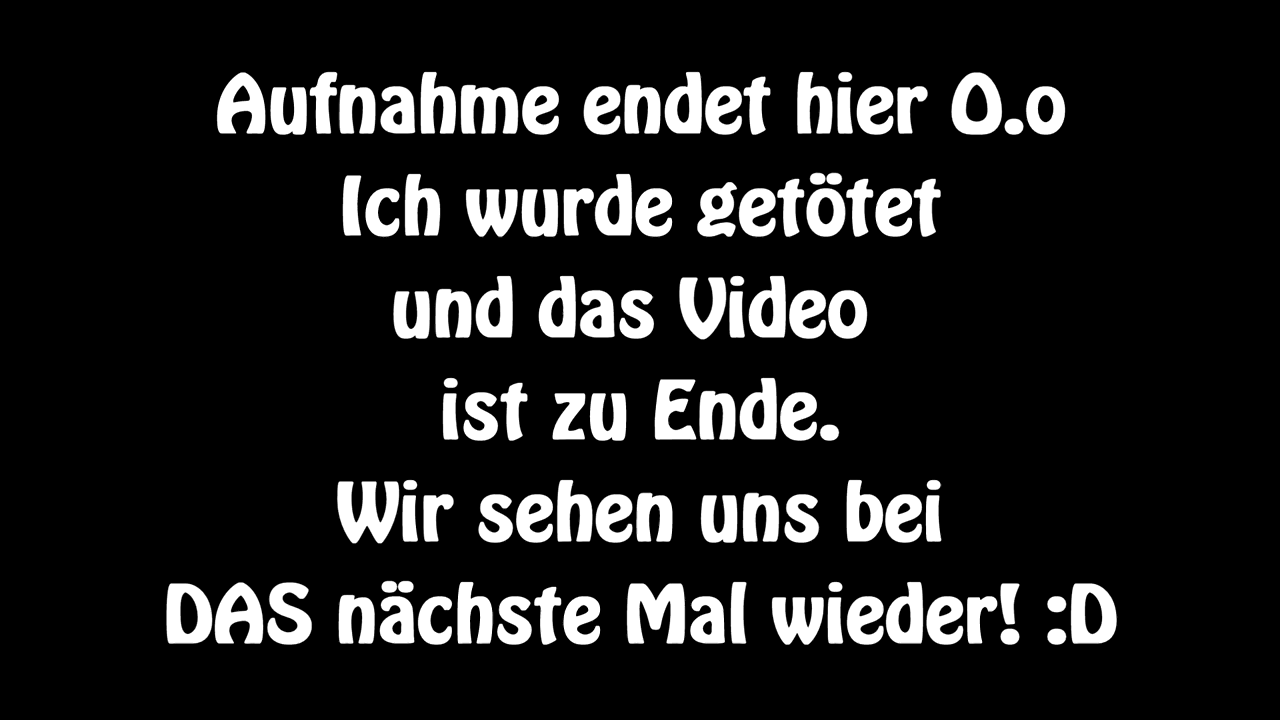 Aufnahme endet hier O.o
Ich wurde getötet
und das Video
ist zu Ende.
Wir sehen uns bei
DAS nächste Mal wieder! :D